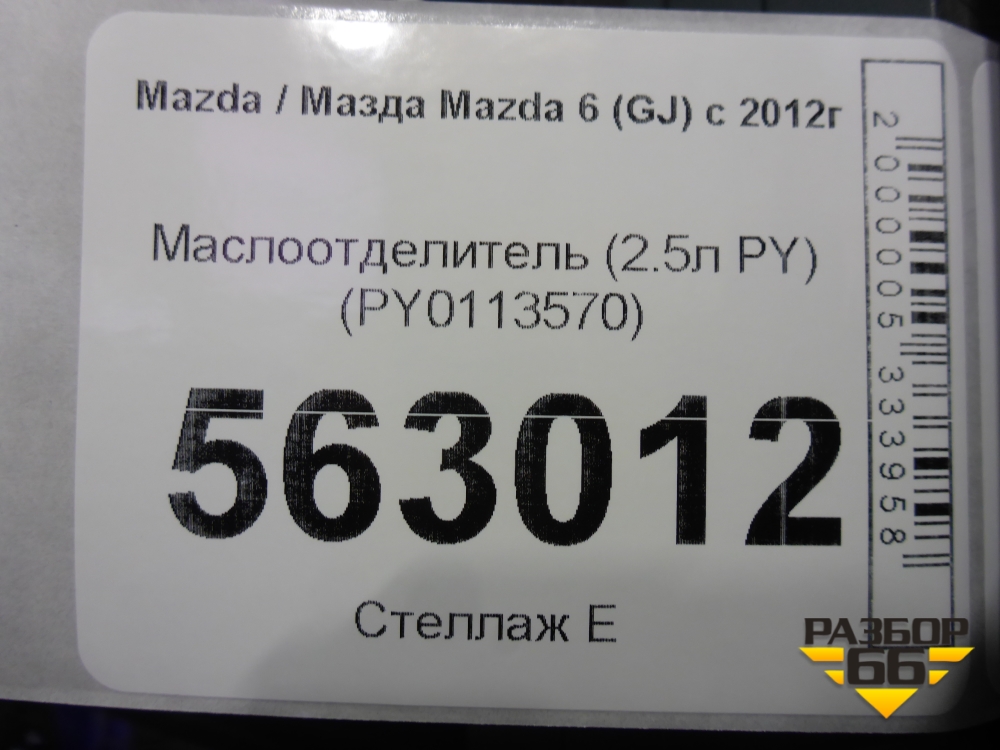 Mazda / Мазда Mazda 6 (GJ) с 2012г
Маслоотделитель (2.5л PY)
(PY0113570)
563012
Стеллаж Е
2000005333958
РАЗБОР
66